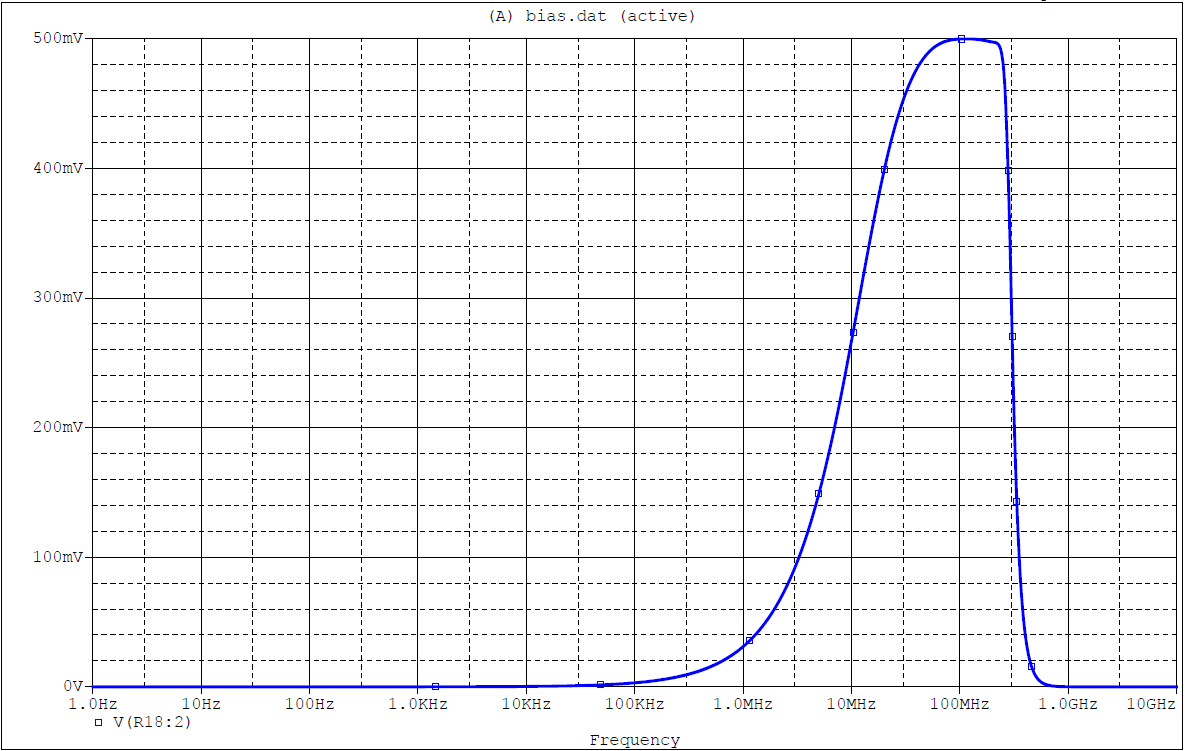 (A) bias.dat (active)
500mV
400mV
300mV
200mV
100mV
0V
1.0Hz 10Hz 100Hz 1.0KHz 10KHz 100KHz 1.0MHz 10MHz 100MHz 1.0GHz 10GHz
V(R18:2)
Frequency